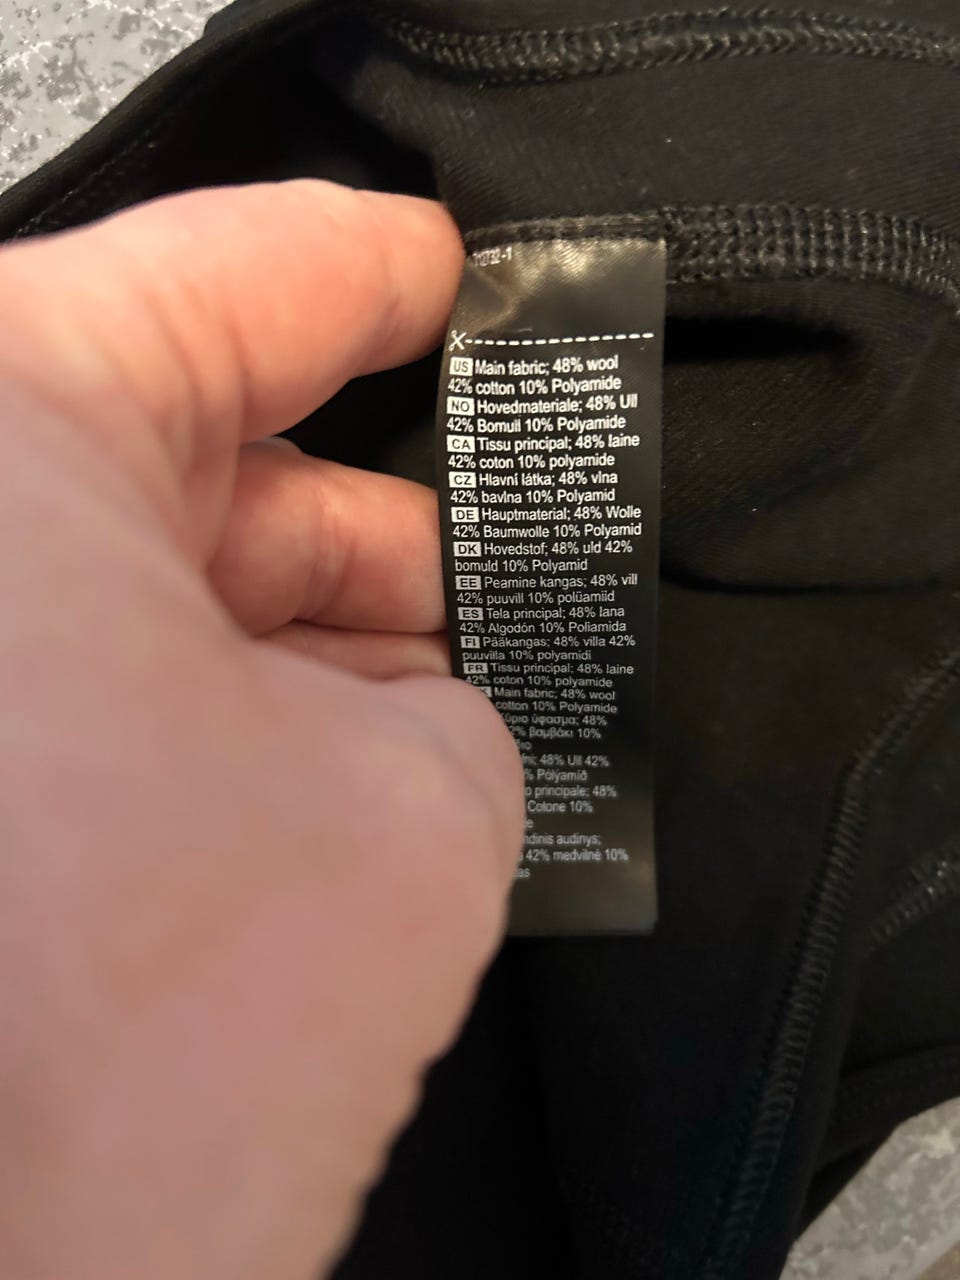 US Main fabric; 48% wool
42% cotton 10% Polyamide
NO Hovedmateriale; 48% Ull
42% Bomull 10% Polyamide
CA Tissu principal; 48% laine
42% coton 10% polyamide
CZ Hlavní látka; 48% vlna
42% bavlna 10% Polyamid
DE Hauptmaterial; 48% Wolle
42% Baumwolle 10% Polyamid
DK Hovedstof; 48% uld 42%
bomuld 10% Polyamid
EE Peamine kangas; 48% vill
42% puuvill 10% polüamiid
ES Tela principal; 48% lana
42% Algodón 10% Poliamida
FI Pääkangas; 48% villa 42%
puuvilla 10% polyamidi
FR Tissu principal; 48% laine
42% coton 10% polyamide
Main fabric; 48% wool
cotton 10% Polyamide
ύφασμα; 48%
βαμβάκι 10%
48% Ull 42%
Pólyamíð
principale; 48%
Cotone 10%
audinys;
42% medvilnė 10%